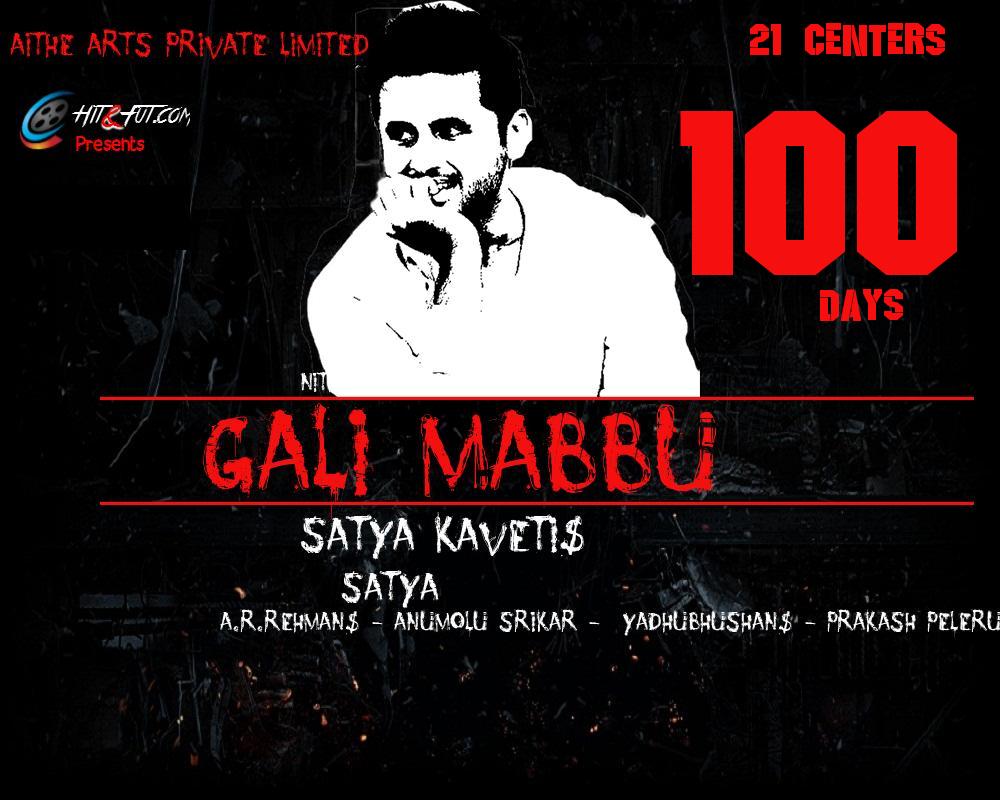 AITHE ARTS PRIVATE LIMITED
21 CENTERS
HIT&FUT.COM
Presents
100
DAYS
NIT
GALI MABBU
SATYA KAVETI$
SATYA
A.R.REHMAN$ - ANUMOLU SRIKAR - YADHUBHUSHAN$ - PRAKASH PELERU